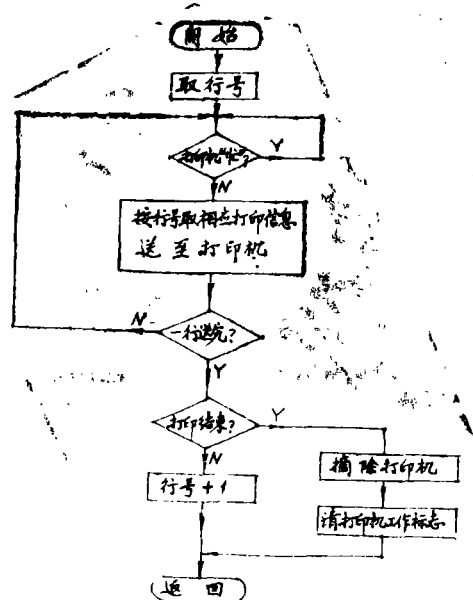 开始
取行号
打印机“忙”?
Y
N
按行号取相应打印信息
送至打印机
N
一行送完?
Y
打印结束?
Y
N
摘除打印机
行号+1
清打印机工作标志
返回